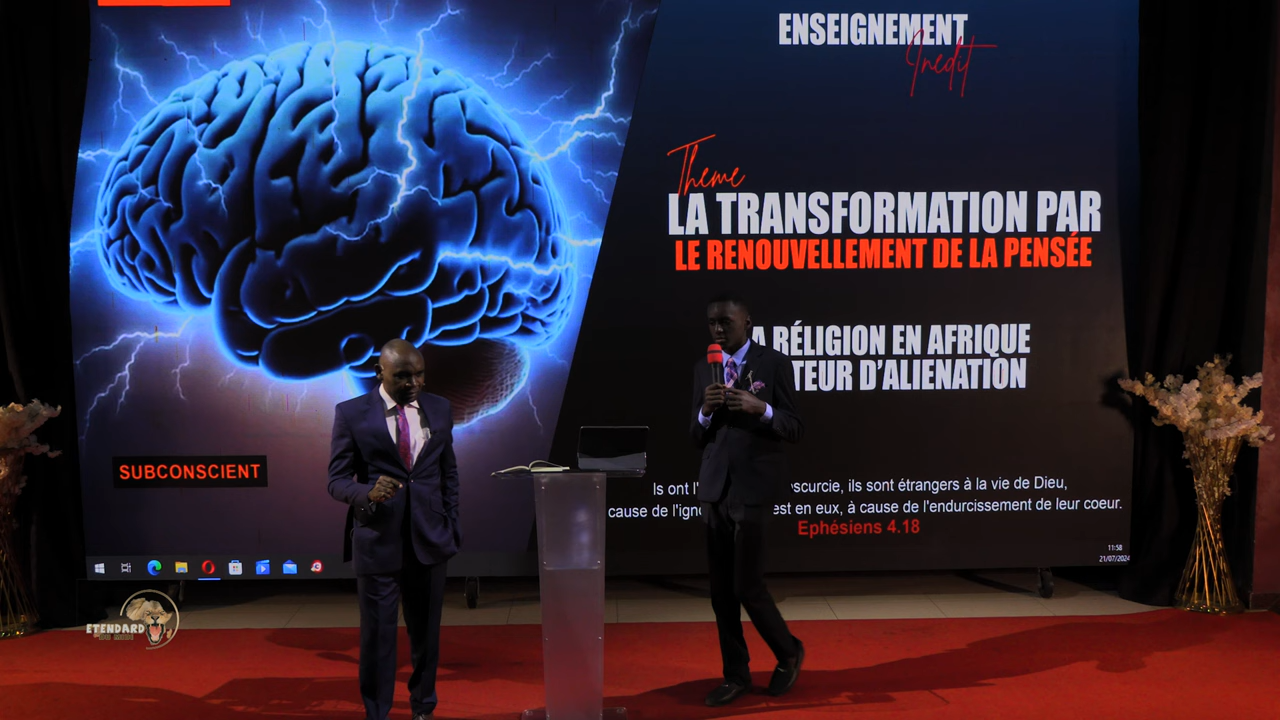 ENSEIGNEMENT
Inedit
Theme
LA TRANSFORMATION PAR
LE RENOUVELLEMENT DE LA PENSÉE
A RÉLIGION EN AFRIQUE
TEUR D'ALIENATION
SUBCONSCIENT
ls ont l' scurcie, ils sont étrangers à la vie de Dieu,
cause de l'igno est en eux, à cause de l'endurcissement de leur coeur.
Ephésiens 4.18
11:58
21/07/2024
ETENDARD